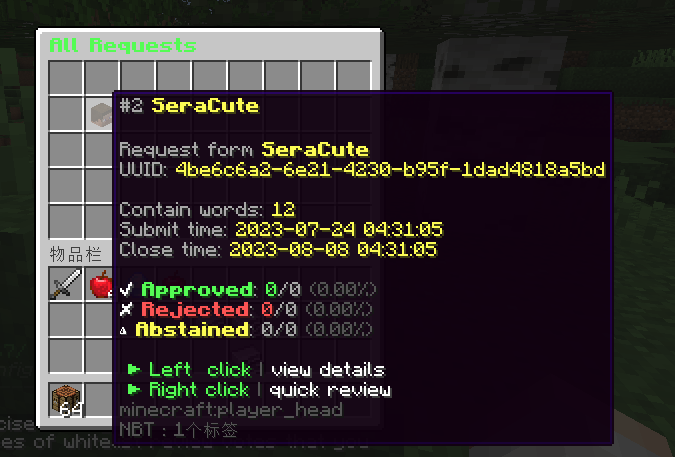 All Requests
#2 SeraCute
Request form SeraCute
UUID: 4be6c6a2-6e21-4230-b95f-1dad4818a5bd
Contain words: 12
Submit time: 2023-07-24 04:31:05
Close time: 2023-08-08 04:31:05
物品栏
✔ Approved: 0/0 (0.00%)
✘ Rejected: 0/0 (0.00%)
▵ Abstained: 0/0 (0.00%)
► Left click | view details
► Right click | quick review
minecraft:player_head
NBT：1个标签
64